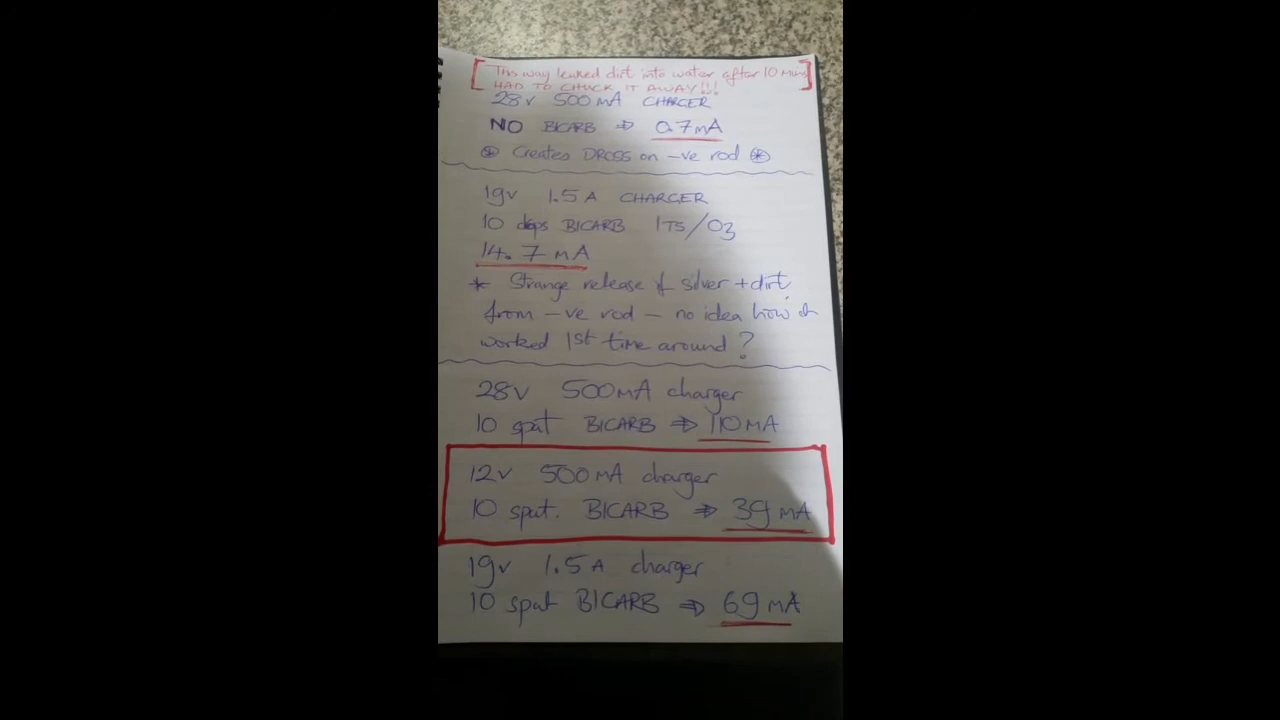 [This way leaked dirt into water after 10 mins
HAD TO CHUCK IT AWAY!!!]
28v 500mA CHARGER
NO BICARB ⇒ 0.7mA
⊛ Creates DROSS on -ve rod ⊛
19v 1.5A CHARGER
10 drops BICARB 1TS/03
14.7mA
* Strange release of silver + dirt
from -ve rod - no idea how it
worked 1st time around?
28v 500mA charger
10 spat BICARB ⇒ 110mA
12v 500mA charger
10 spat. BICARB ⇒ 39mA
19v 1.5A charger
10 spat BICARB ⇒ 69mA